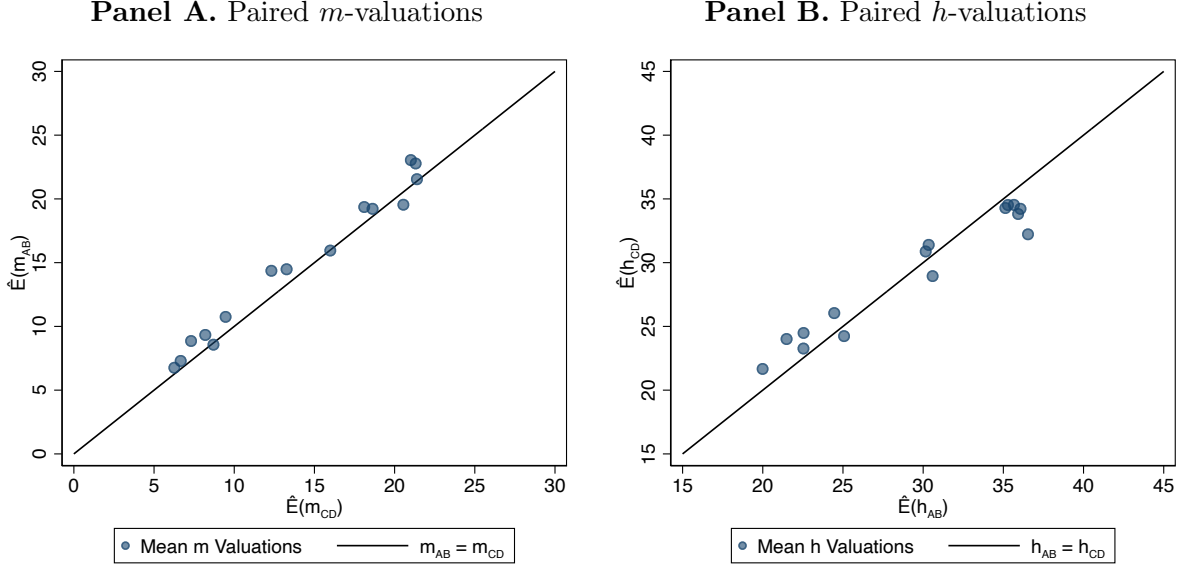 Panel A. Paired m-valuations
30
25
20
15
10
5
0
Ê(m_AB)
0 5 10 15 20 25 30
Ê(m_CD)
Mean m Valuations
m_AB = m_CD
Panel B. Paired h-valuations
45
40
35
30
25
20
15
Ê(h_CD)
15 20 25 30 35 40 45
Ê(h_AB)
Mean h Valuations
h_AB = h_CD